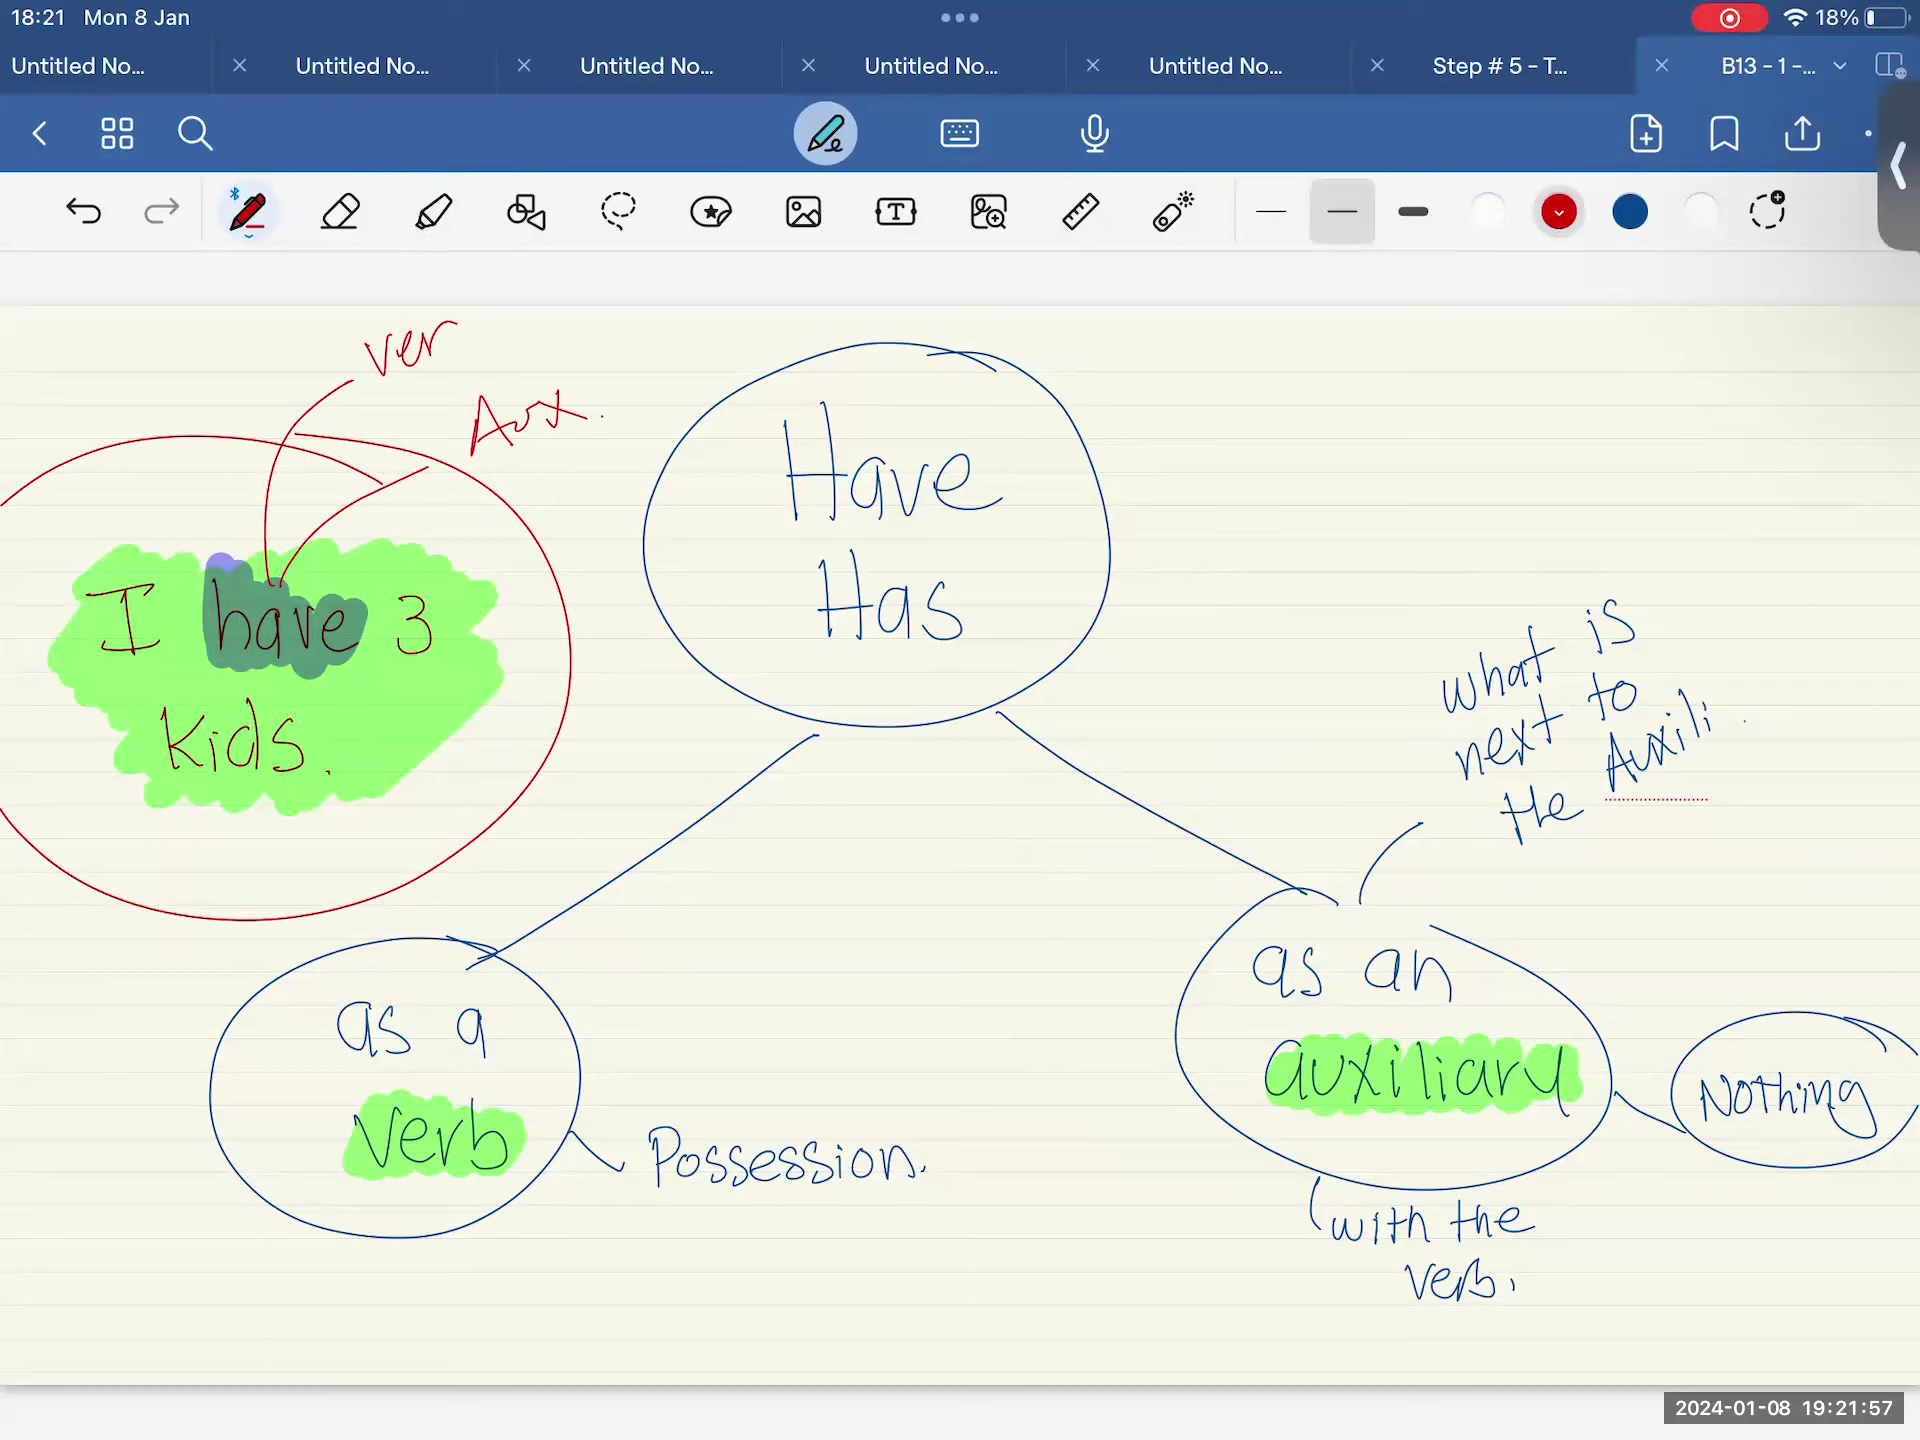 18:21 Mon 8 Jan
18%
Untitled No...
Untitled No...
Untitled No...
Untitled No...
Untitled No...
Step # 5 - T...
B13 - 1 -...
ver
Aux.
I have 3
kids.
Have
Has
what is
next to
the Auxili.
as a
verb
Possession.
as an
auxiliary
Nothing
with the
verb.
2024-01-08 19:21:57